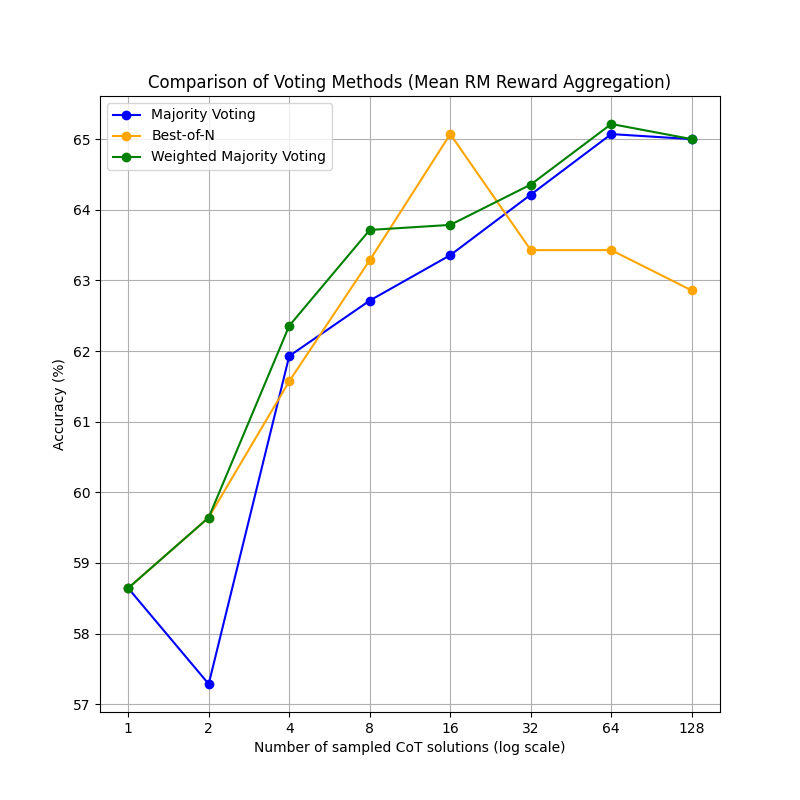 Comparison of Voting Methods (Mean RM Reward Aggregation)
Majority Voting
Best-of-N
Weighted Majority Voting
Accuracy (%)
65
64
63
62
61
60
59
58
57
1 2 4 8 16 32 64 128
Number of sampled CoT solutions (log scale)